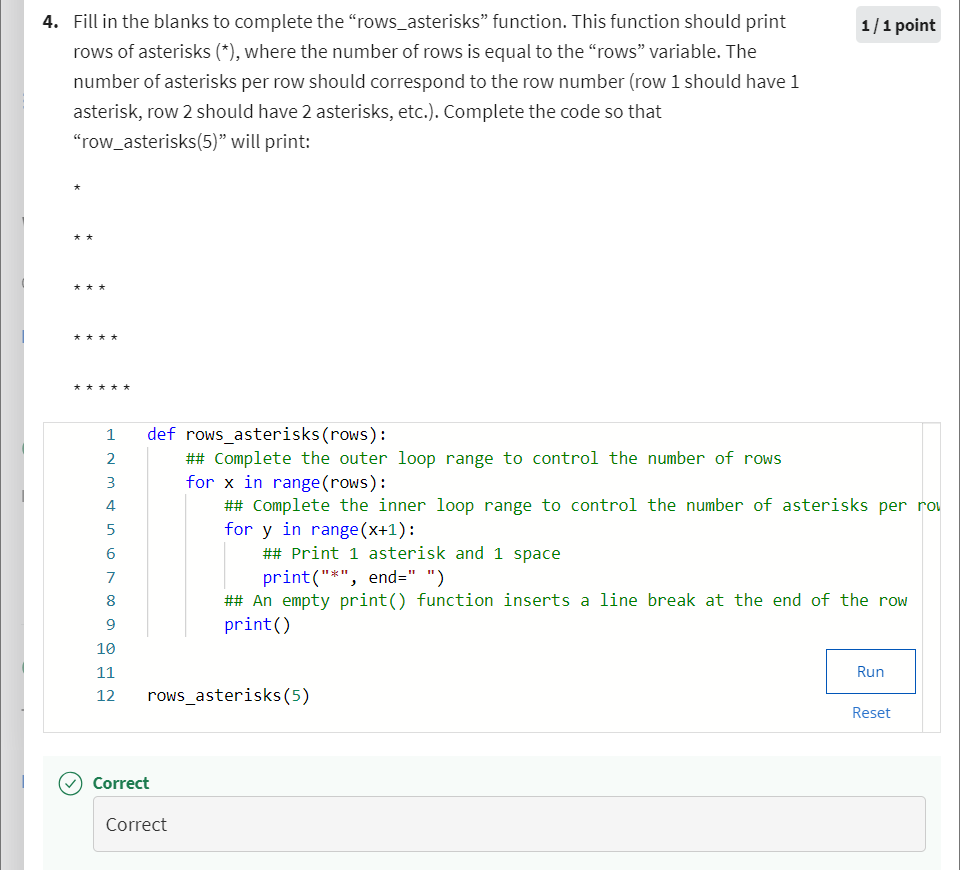 4. Fill in the blanks to complete the “rows_asterisks” function. This function should print
1 / 1 point
rows of asterisks (*), where the number of rows is equal to the “rows” variable. The
number of asterisks per row should correspond to the row number (row 1 should have 1
asterisk, row 2 should have 2 asterisks, etc.). Complete the code so that
“row_asterisks(5)” will print:
*
* *
* * *
* * * *
* * * * *
1 def rows_asterisks(rows):
2 ## Complete the outer loop range to control the number of rows
3 for x in range(rows):
4 ## Complete the inner loop range to control the number of asterisks per row
5 for y in range(x+1):
6 ## Print 1 asterisk and 1 space
7 print("*", end=" ")
8 ## An empty print() function inserts a line break at the end of the row
9 print()
10
11
Run
12 rows_asterisks(5)
Reset
Correct
Correct